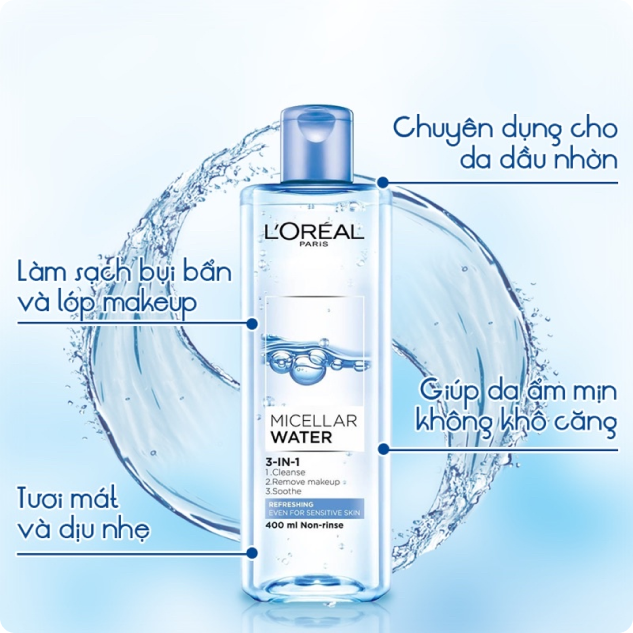 Chuyên dụng cho
da dầu nhờn
Làm sạch bụi bẩn
và lớp makeup
Giúp da ẩm mịn
không khô căng
Tươi mát
và dịu nhẹ
L'ORÉAL
PARIS
MICELLAR
WATER
3-IN-1
1.Cleanse
2.Remove makeup
3.Soothe
REFRESHING
EVEN FOR SENSITIVE SKIN
400 ml Non-rinse